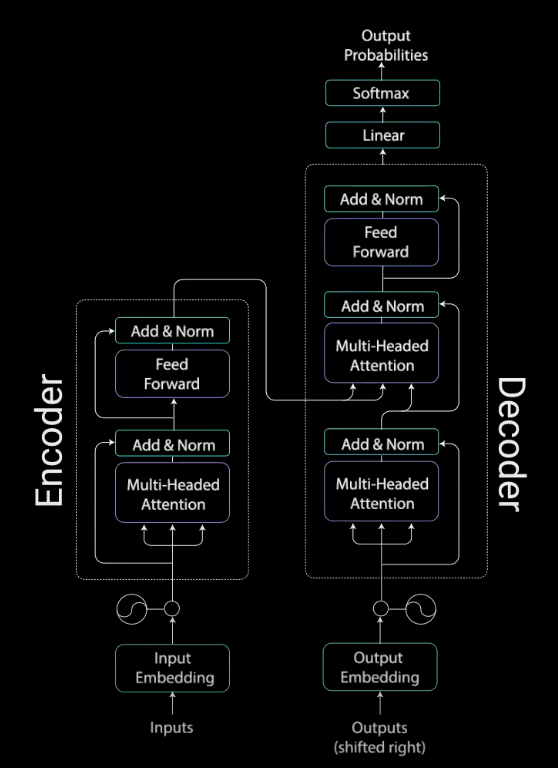 Output
Probabilities
Softmax
Linear
Add & Norm
Feed
Forward
Add & Norm
Multi-Headed
Attention
Add & Norm
Multi-Headed
Attention
Decoder
Output
Embedding
Outputs
(shifted right)
Encoder
Add & Norm
Feed
Forward
Add & Norm
Multi-Headed
Attention
Input
Embedding
Inputs